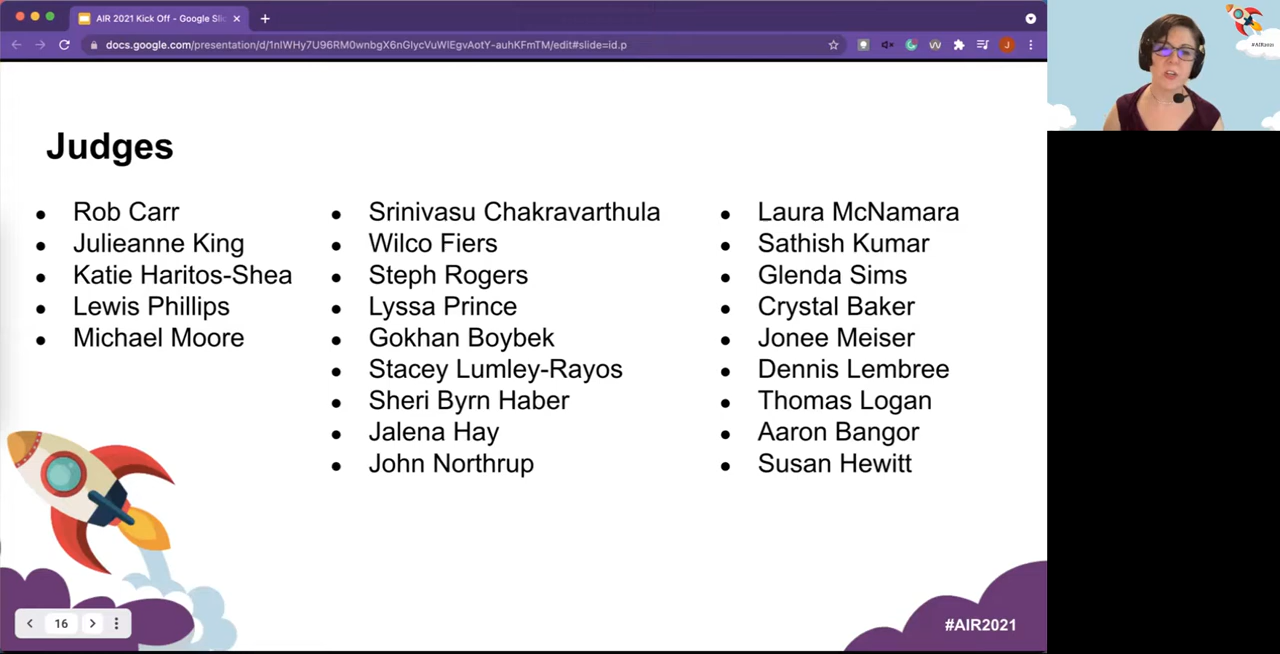 AIR 2021 Kick Off - Google Slic
docs.google.com/presentation/d/1nIWHy7U96RM0wnbgX6nGIycVuWIEgvAotY-auhKFmTM/edit#slide=id.p
J
Judges
Rob Carr
Julieanne King
Katie Haritos-Shea
Lewis Phillips
Michael Moore
Srinivasu Chakravarthula
Wilco Fiers
Steph Rogers
Lyssa Prince
Gokhan Boybek
Stacey Lumley-Rayos
Sheri Byrn Haber
Jalena Hay
John Northrup
Laura McNamara
Sathish Kumar
Glenda Sims
Crystal Baker
Jonee Meiser
Dennis Lembree
Thomas Logan
Aaron Bangor
Susan Hewitt
16
#AIR2021